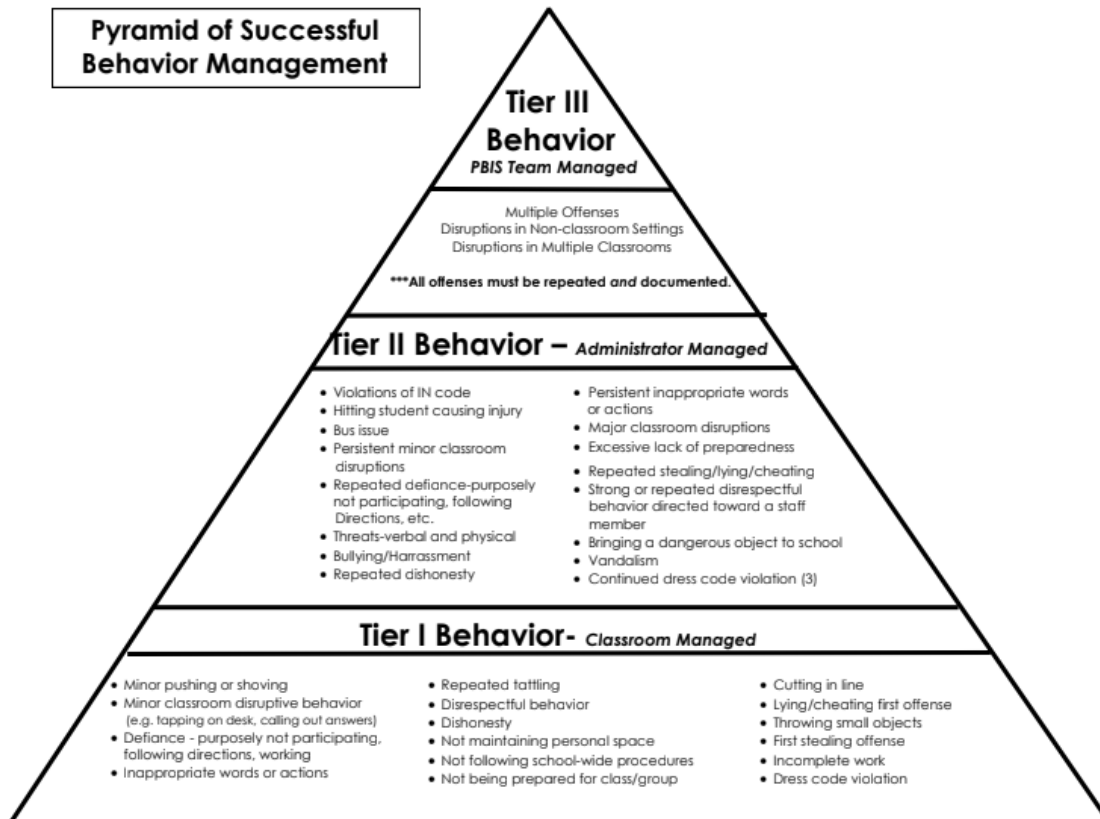 Pyramid of Successful
Behavior Management
Tier III
Behavior
PBIS Team Managed
Multiple Offenses
Disruptions in Non-classroom Settings
Disruptions in Multiple Classrooms
***All offenses must be repeated and documented.
Tier II Behavior – Administrator Managed
• Violations of IN code
• Hitting student causing injury
• Bus issue
• Persistent minor classroom
disruptions
• Repeated defiance-purposely
not participating, following
Directions, etc.
• Threats-verbal and physical
• Bullying/Harrassment
• Repeated dishonesty
• Persistent inappropriate words
or actions
• Major classroom disruptions
• Excessive lack of preparedness
• Repeated stealing/lying/cheating
• Strong or repeated disrespectful
behavior directed toward a staff
member
• Bringing a dangerous object to school
• Vandalism
• Continued dress code violation (3)
Tier I Behavior- Classroom Managed
• Minor pushing or shoving
• Minor classroom disruptive behavior
(e.g. tapping on desk, calling out answers)
• Defiance - purposely not participating,
following directions, working
• Inappropriate words or actions
• Repeated tattling
• Disrespectful behavior
• Dishonesty
• Not maintaining personal space
• Not following school-wide procedures
• Not being prepared for class/group
• Cutting in line
• Lying/cheating first offense
• Throwing small objects
• First stealing offense
• Incomplete work
• Dress code violation